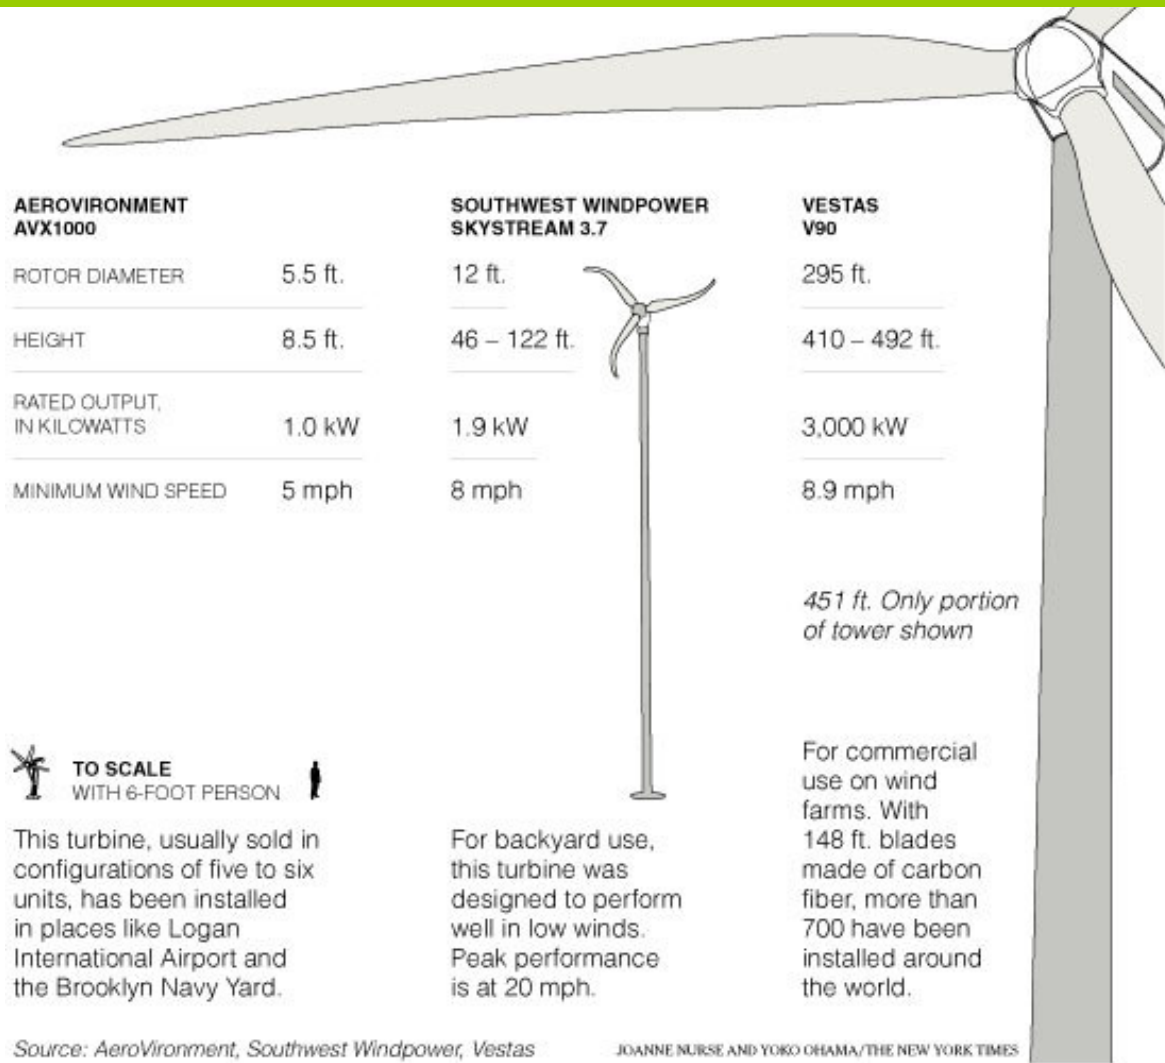 AEROVIRONMENT
AVX1000
SOUTHWEST WINDPOWER
SKYSTREAM 3.7
VESTAS
V90
ROTOR DIAMETER 5.5 ft. 12 ft. 295 ft.
HEIGHT 8.5 ft. 46 – 122 ft. 410 – 492 ft.
RATED OUTPUT,
IN KILOWATTS 1.0 kW 1.9 kW 3,000 kW
MINIMUM WIND SPEED 5 mph 8 mph 8.9 mph
451 ft. Only portion
of tower shown
TO SCALE
WITH 6-FOOT PERSON
This turbine, usually sold in
configurations of five to six
units, has been installed
in places like Logan
International Airport and
the Brooklyn Navy Yard.
For backyard use,
this turbine was
designed to perform
well in low winds.
Peak performance
is at 20 mph.
For commercial
use on wind
farms. With
148 ft. blades
made of carbon
fiber, more than
700 have been
installed around
the world.
Source: AeroVironment, Southwest Windpower, Vestas
JOANNE NURSE AND YOKO OHAMA/THE NEW YORK TIMES